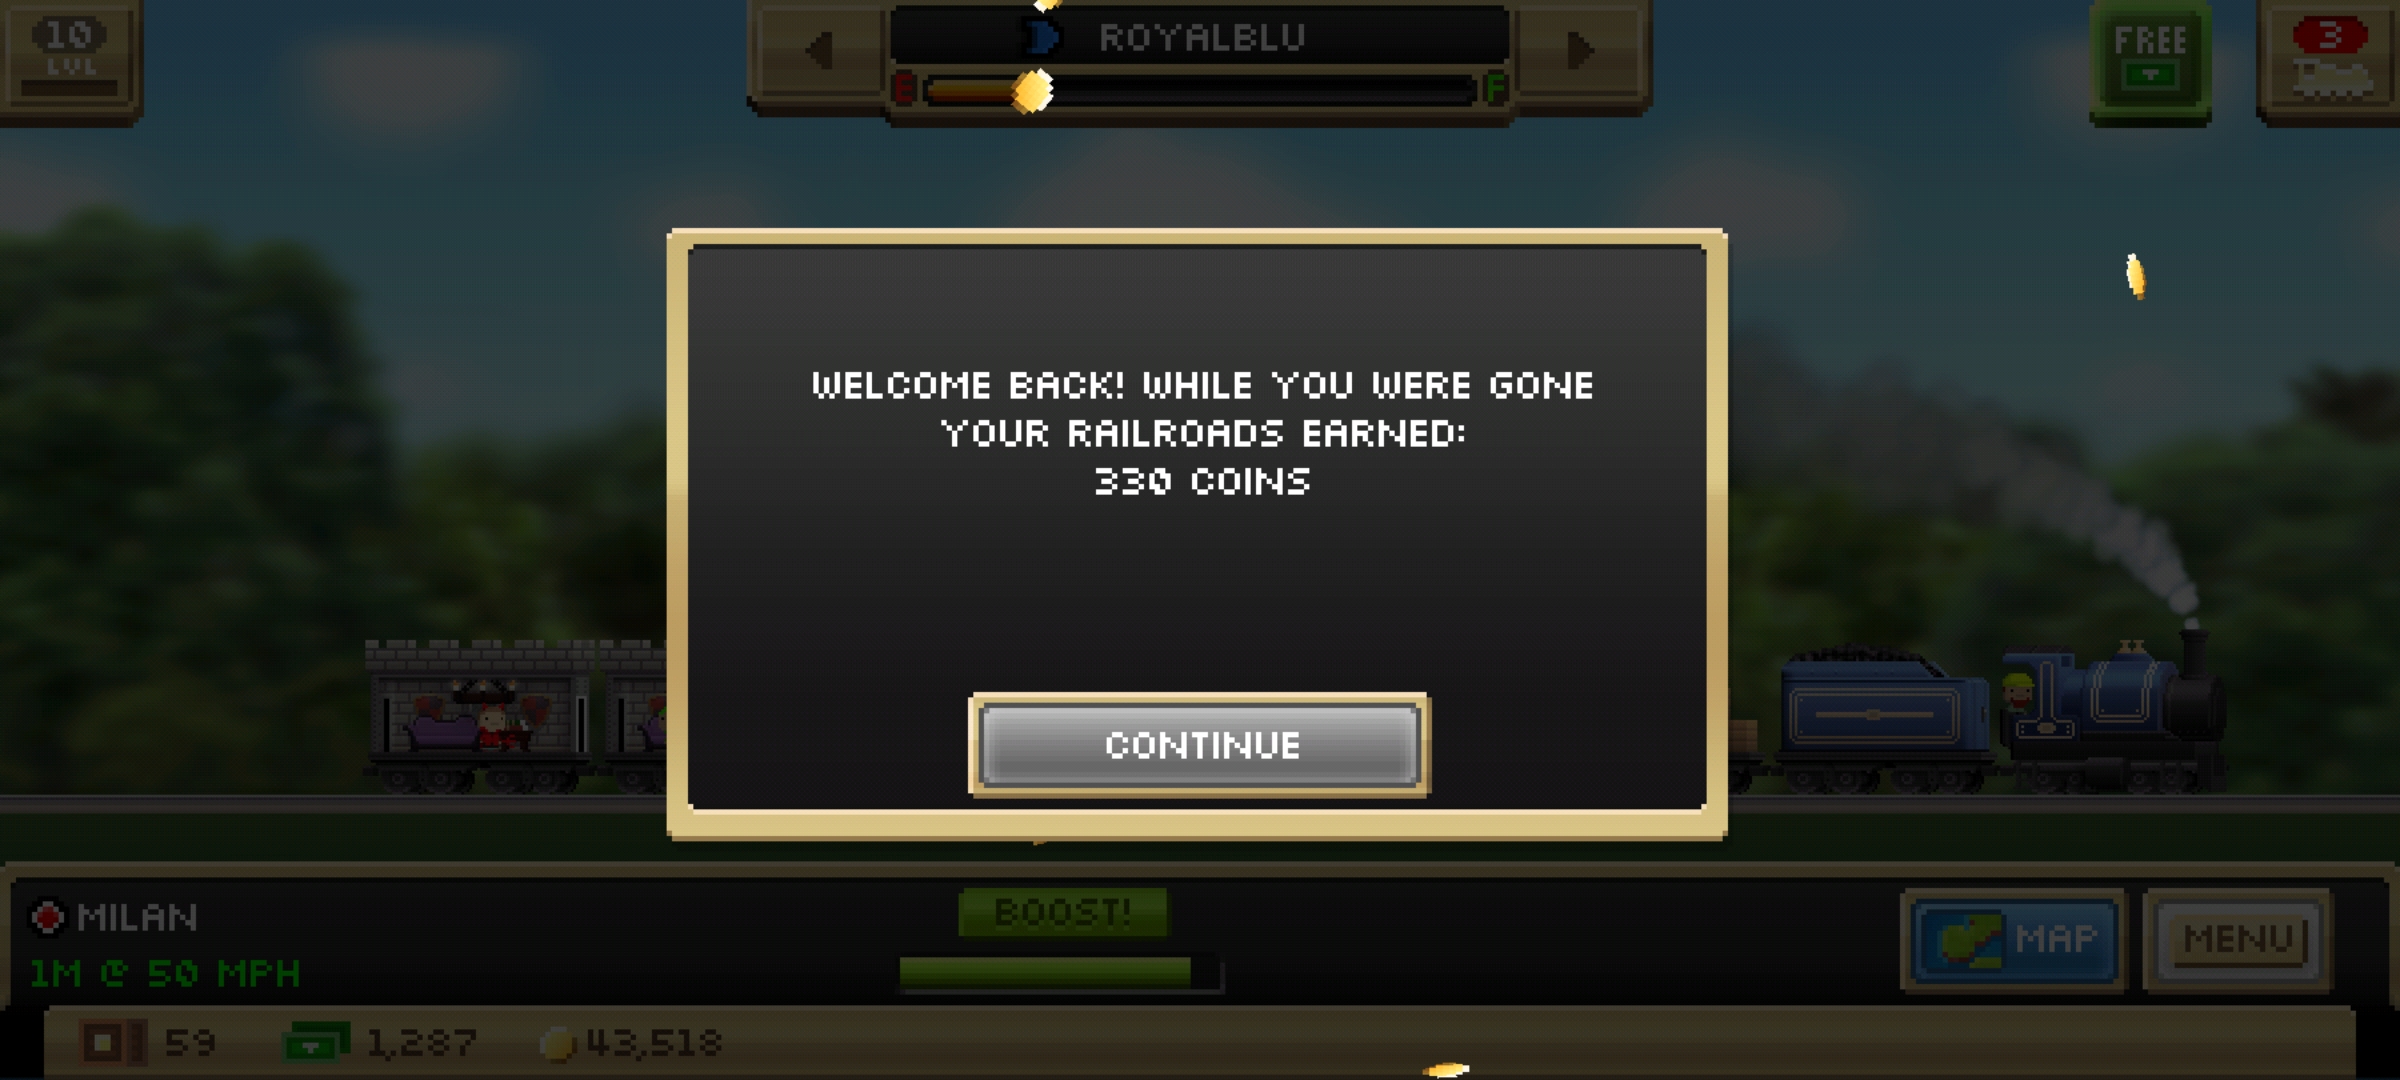 10
LVL
ROYALBLU
E F
FREE
3
WELCOME BACK! WHILE YOU WERE GONE
YOUR RAILROADS EARNED:
330 COINS
CONTINUE
MILAN
1M @ 50 MPH
BOOST!
MAP
MENU
59
1,287
43,518